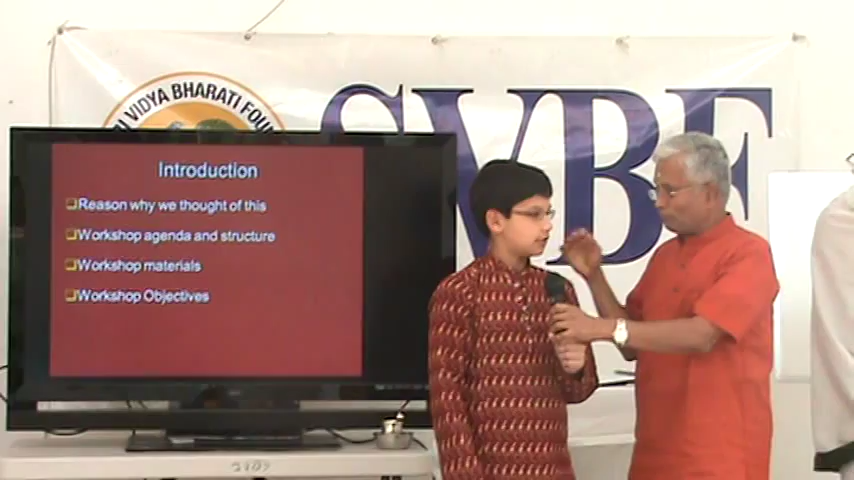 VIDYA BHARATI FOU
SVBF
Introduction
Reason why we thought of this
Workshop agenda and structure
Workshop materials
Workshop Objectives